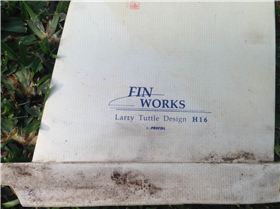 FIN
WORKS
Larry Tuttle Design H16